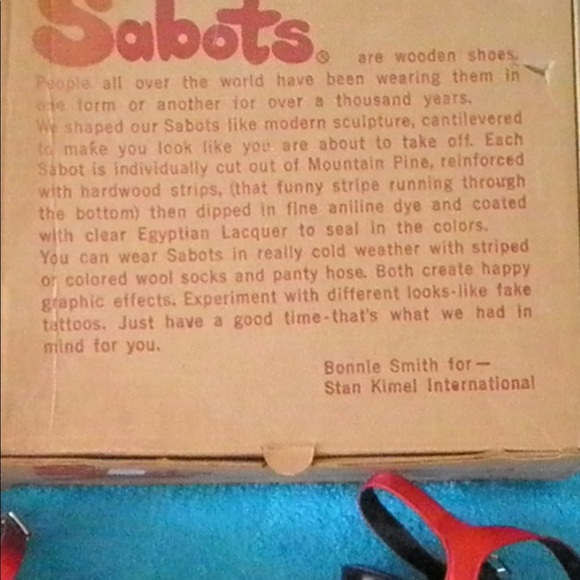 Sabots® are wooden shoes.
People all over the world have been wearing them in
one form or another for over a thousand years.
We shaped our Sabots like modern sculpture, cantilevered
to make you look like you are about to take off. Each
Sabot is individually cut out of Mountain Pine, reinforced
with hardwood strips, (that funny stripe running through
the bottom) then dipped in fine aniline dye and coated
with clear Egyptian Lacquer to seal in the colors.
You can wear Sabots in really cold weather with striped
or colored wool socks and panty hose. Both create happy
graphic effects. Experiment with different looks-like fake
tattoos. Just have a good time-that's what we had in
mind for you.
Bonnie Smith for—
Stan Kimel International